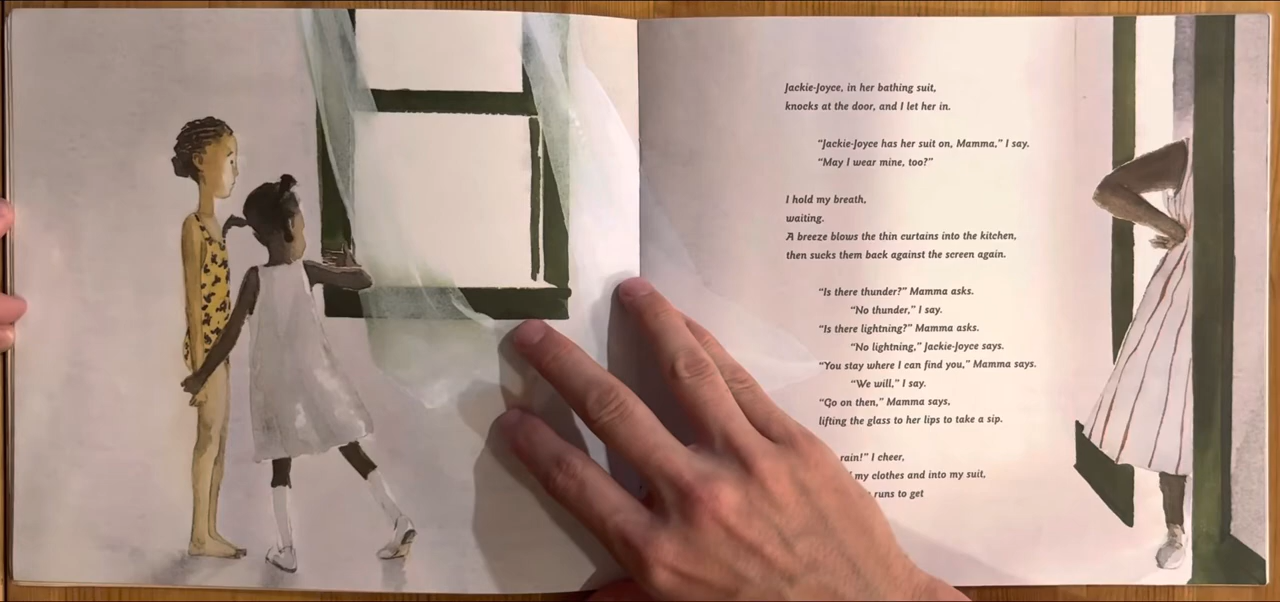 Jackie-Joyce, in her bathing suit,
knocks at the door, and I let her in.
“Jackie-Joyce has her suit on, Mamma,” I say.
“May I wear mine, too?”
I hold my breath,
waiting.
A breeze blows the thin curtains into the kitchen,
then sucks them back against the screen again.
“Is there thunder?” Mamma asks.
“No thunder,” I say.
“Is there lightning?” Mamma asks.
“No lightning,” Jackie-Joyce says.
“You stay where I can find you,” Mamma says.
“We will,” I say.
“Go on then,” Mamma says,
lifting the glass to her lips to take a sip.
rain!” I cheer,
my clothes and into my suit,
runs to get